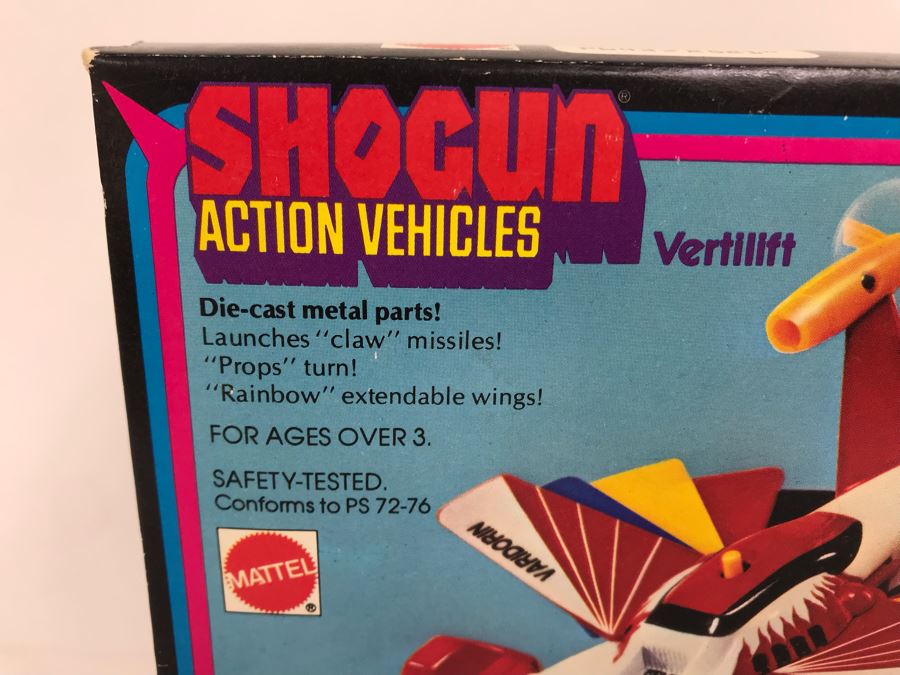 SHOGUN®
ACTION VEHICLES
Vertilift
Die-cast metal parts!
Launches "claw" missiles!
"Props" turn!
"Rainbow" extendable wings!
FOR AGES OVER 3.
SAFETY-TESTED.
Conforms to PS 72-76
VARIDORIN
MATTEL®